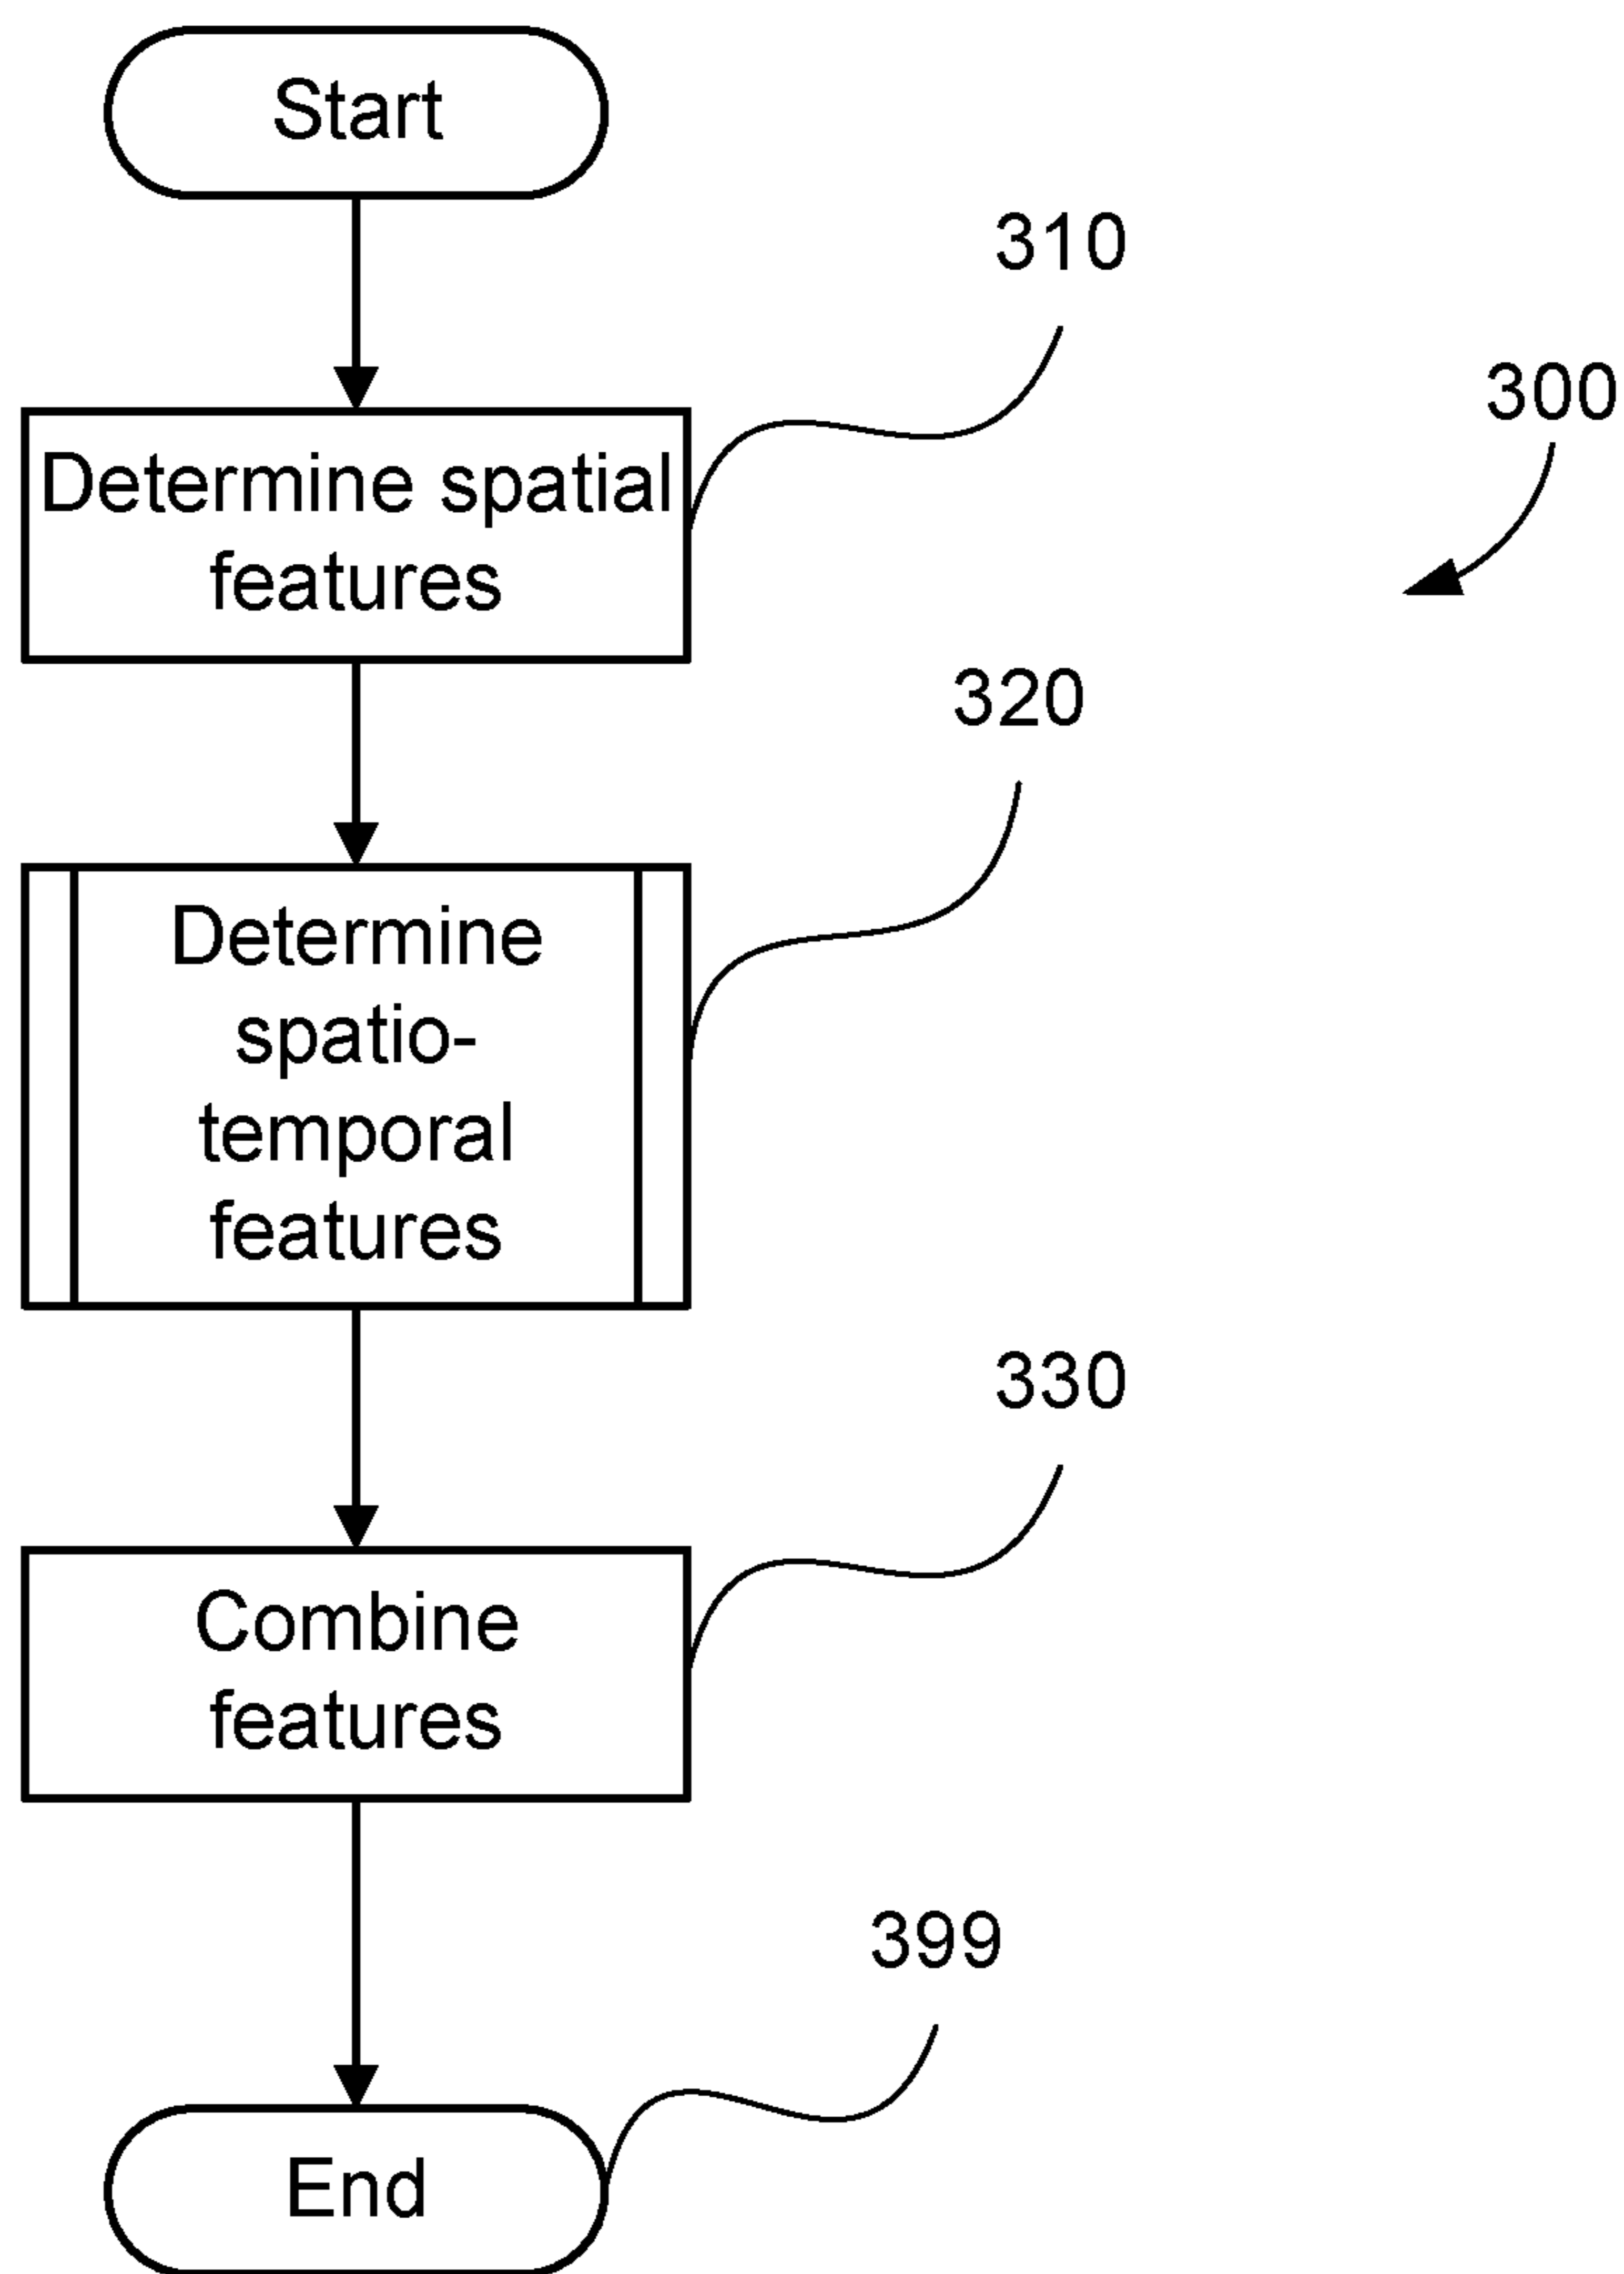 Start
310
300
Determine spatial
features
320
Determine
spatio-
temporal
features
330
Combine
features
399
End